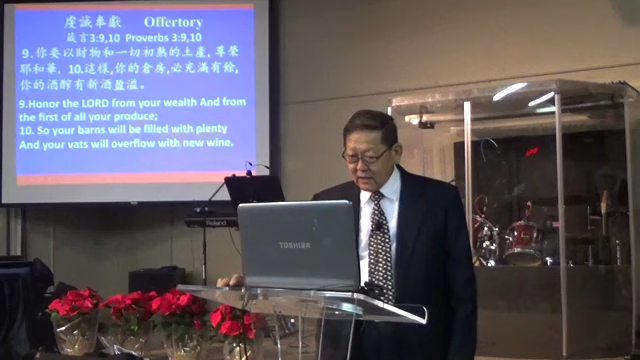 虔誠奉獻 Offertory
箴言3:9,10 Proverbs 3:9,10
9.你要以財物和一切初熟的土產,尊榮
耶和華、10.這樣,你的倉房,必充滿有餘,
你的酒醡有新酒盈溢。
9.Honor the LORD from your wealth And from
the first of all your produce;
10. So your barns will be filled with plenty
And your vats will overflow with new wine.
Roland
TOSHIBA